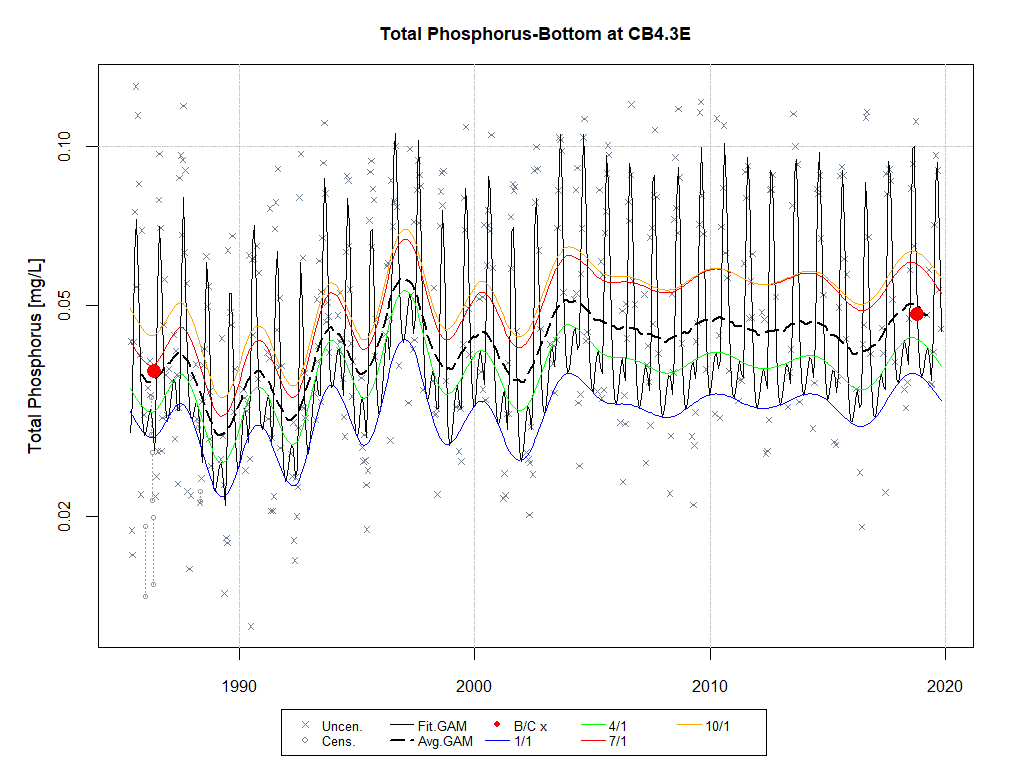 Total Phosphorus-Bottom at CB4.3E
Total Phosphorus [mg/L]
0.10
0.05
0.02
1990
2000
2010
2020
Uncen. Fit.GAM B/C x 4/1 10/1
Cens. Avg.GAM 1/1 7/1